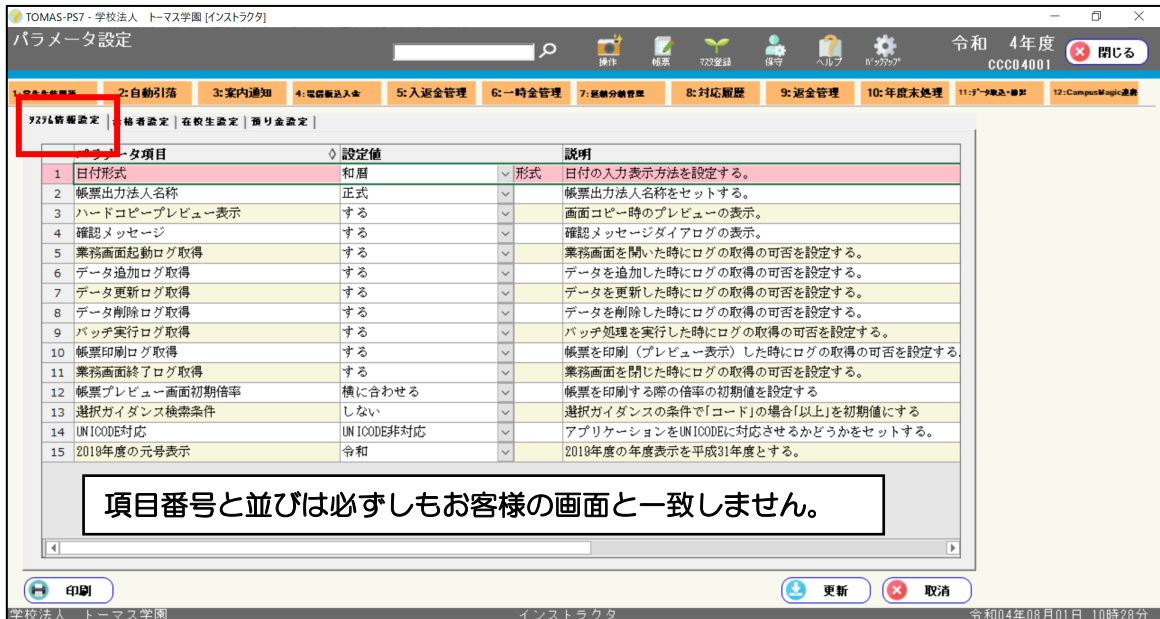 TOMAS-PS7 - 学校法人 トーマス学園 [インストラクタ]
パラメータ設定
操作 帳票 マスタ登録 保守 ヘルプ バックアップ 令和 4年度 CCC04001 閉じる
2:自動引落 3:案内通知 4:電信振込入金 5:入返金管理 6:一時金管理 7:延納分納管理 8:対応履歴 9:返金管理 10:年度末処理 11:データ取込・移出 12:CampusMagic連携
システム情報設定 合格者設定 在校生設定 預り金設定
パラメータ項目 設定値 説明
1 日付形式 和暦 形式 日付の入力表示方法を設定する。
2 帳票出力法人名称 正式 帳票出力法人名称をセットする。
3 ハードコピープレビュー表示 する 画面コピー時のプレビューの表示。
4 確認メッセージ する 確認メッセージダイアログの表示。
5 業務画面起動ログ取得 する 業務画面を開いた時にログの取得の可否を設定する。
6 データ追加ログ取得 する データを追加した時にログの取得の可否を設定する。
7 データ更新ログ取得 する データを更新した時にログの取得の可否を設定する。
8 データ削除ログ取得 する データを削除した時にログの取得の可否を設定する。
9 バッチ実行ログ取得 する バッチ処理を実行した時にログの取得の可否を設定する。
10 帳票印刷ログ取得 する 帳票を印刷（プレビュー表示）した時にログの取得の可否を設定する.
11 業務画面終了ログ取得 する 業務画面を閉じた時にログの取得の可否を設定する。
12 帳票プレビュー画面初期倍率 横に合わせる 帳票を印刷する際の倍率の初期値を設定する
13 選択ガイダンス検索条件 しない 選択ガイダンスの条件で「コード」の場合「以上」を初期値にする
14 UNICODE対応 UNICODE非対応 アプリケーションをUNICODEに対応させるかどうかをセットする。
15 2019年度の元号表示 令和 2019年度の年度表示を平成31年度とする。
項目番号と並びは必ずしもお客様の画面と一致しません。
印刷 更新 取消
学校法人 トーマス学園 インストラクタ 令和04年08月01日 10時28分